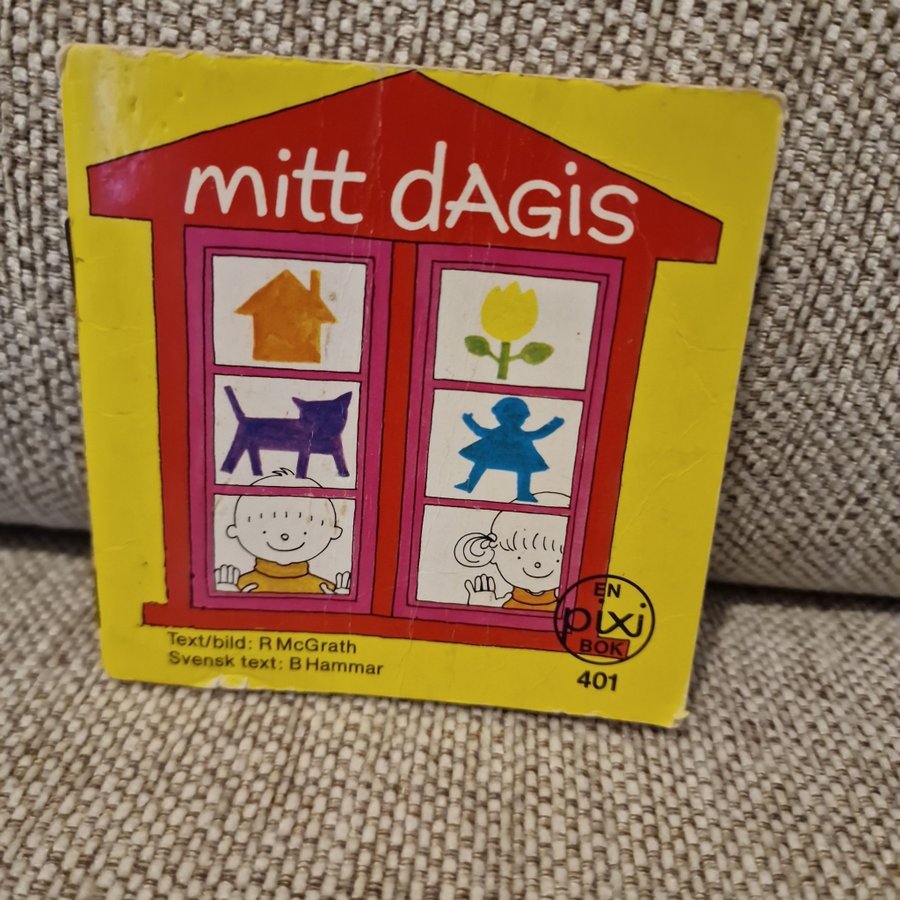 mitt dAGiS
Text/bild: R McGrath
Svensk text: B Hammar
EN
pixi
BOK
401